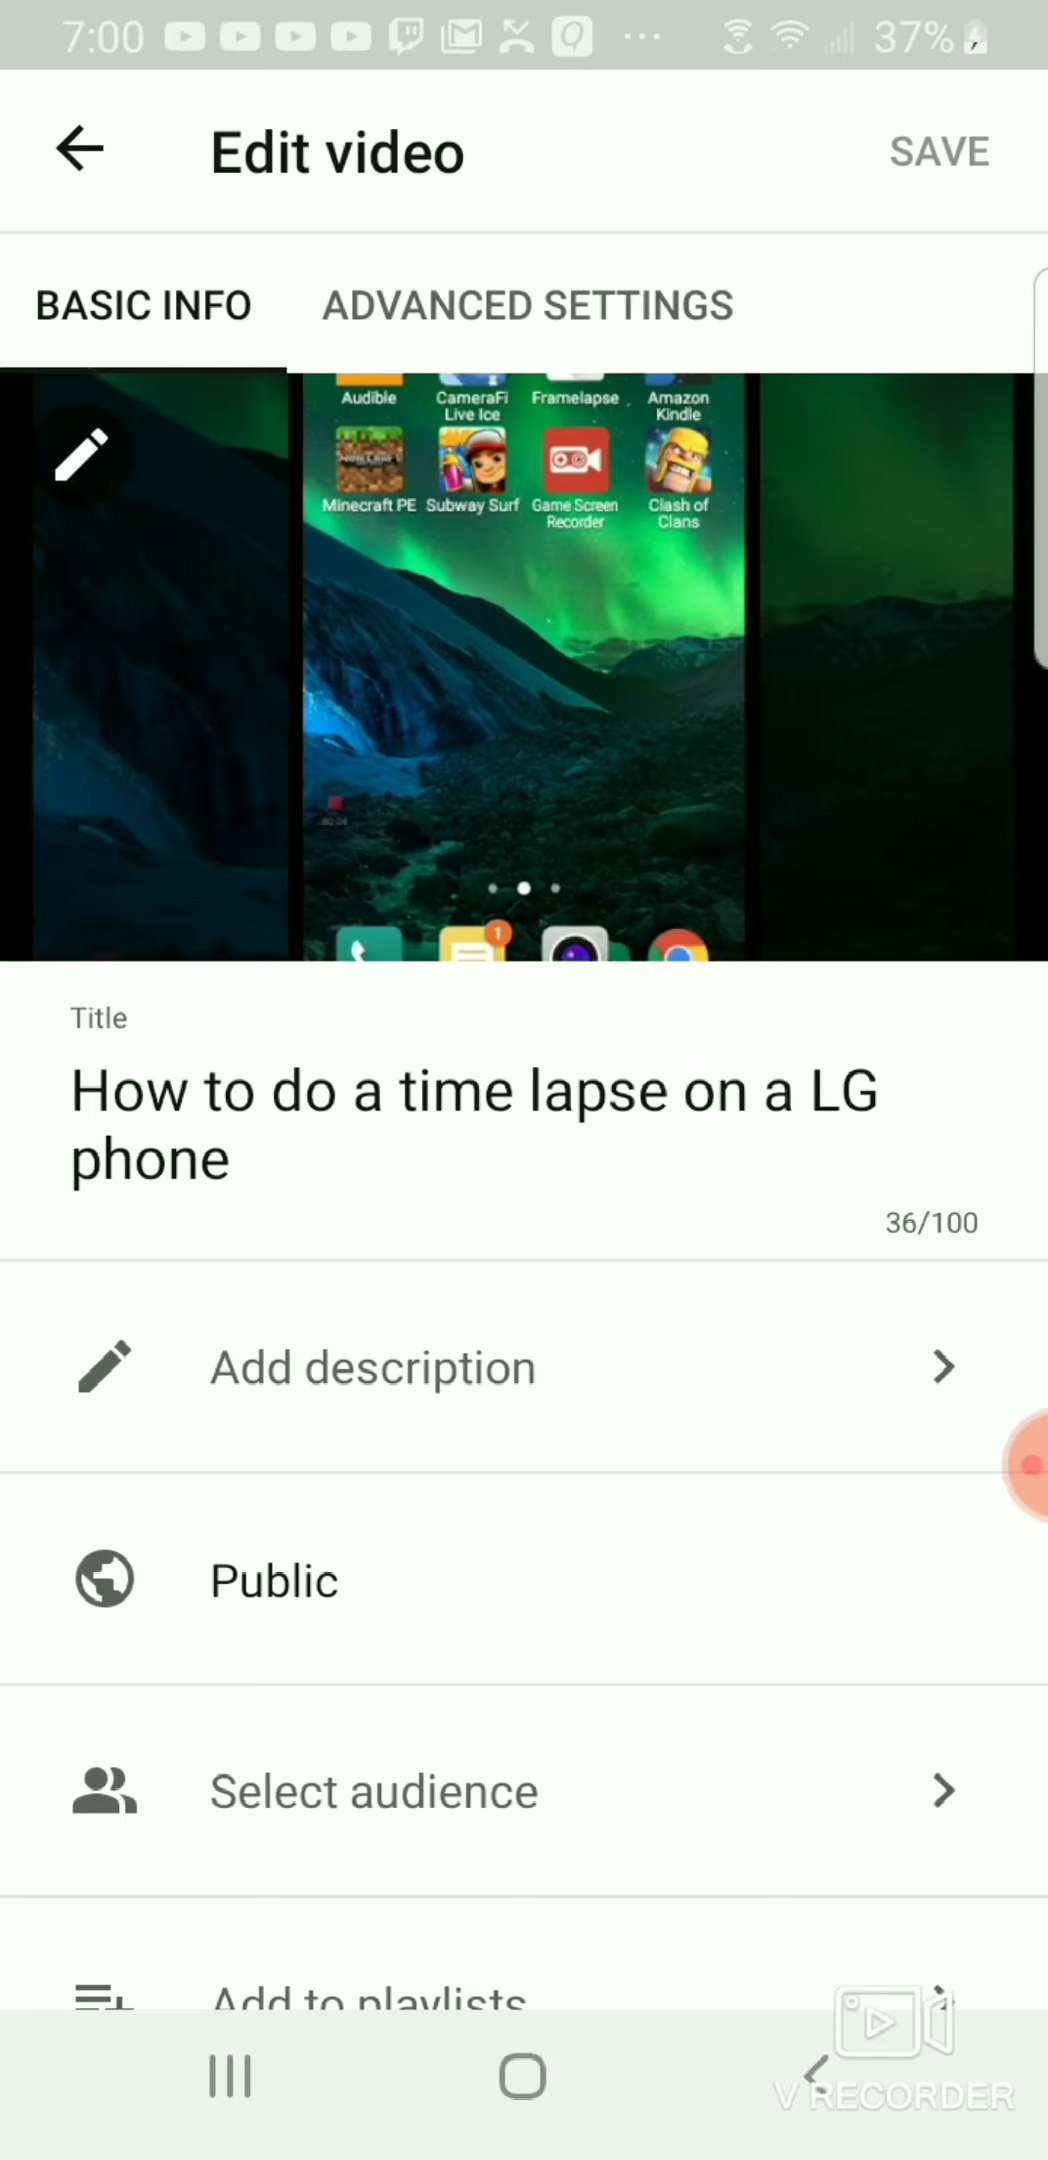 7:00
37%
Edit video
SAVE
BASIC INFO
ADVANCED SETTINGS
Audible
CameraFi Live Ice
Framelapse
Amazon Kindle
MINECRAFT
Minecraft PE
Subway Surf
Game Screen Recorder
Clash of Clans
1
Title
How to do a time lapse on a LG
phone
36/100
Add description
Public
Select audience
Add to playlists
V RECORDER